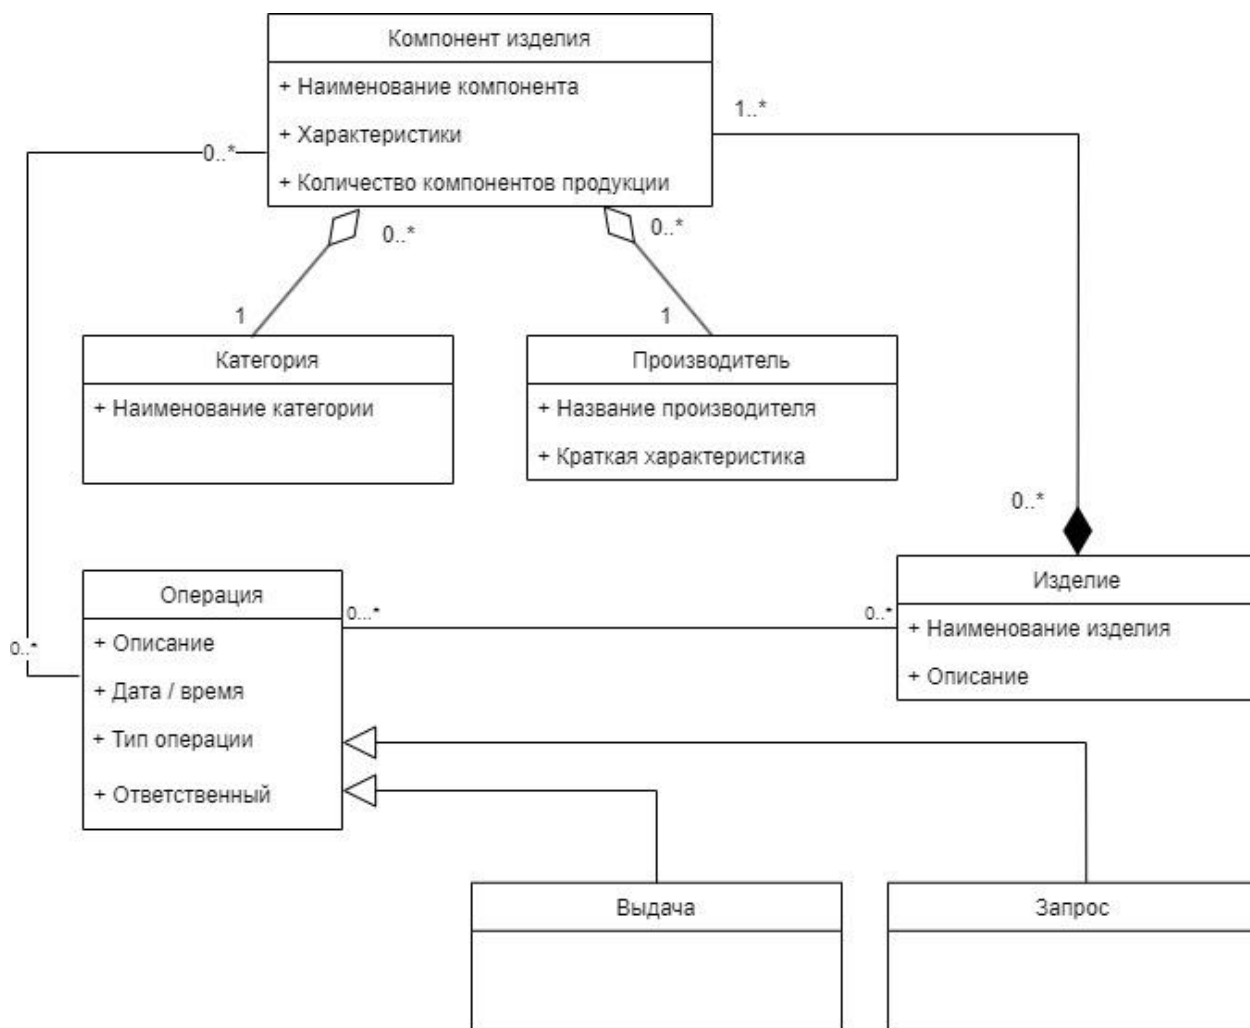 Компонент изделия
+ Наименование компонента
1..*
+ Характеристики
0..*
+ Количество компонентов продукции
0..*
0..*
1
1
Категория
Производитель
+ Наименование категории
+ Название производителя
+ Краткая характеристика
0..*
Изделие
Операция
0...*
0..*
+ Наименование изделия
+ Описание
0..*
+ Описание
+ Дата / время
+ Тип операции
+ Ответственный
Выдача
Запрос